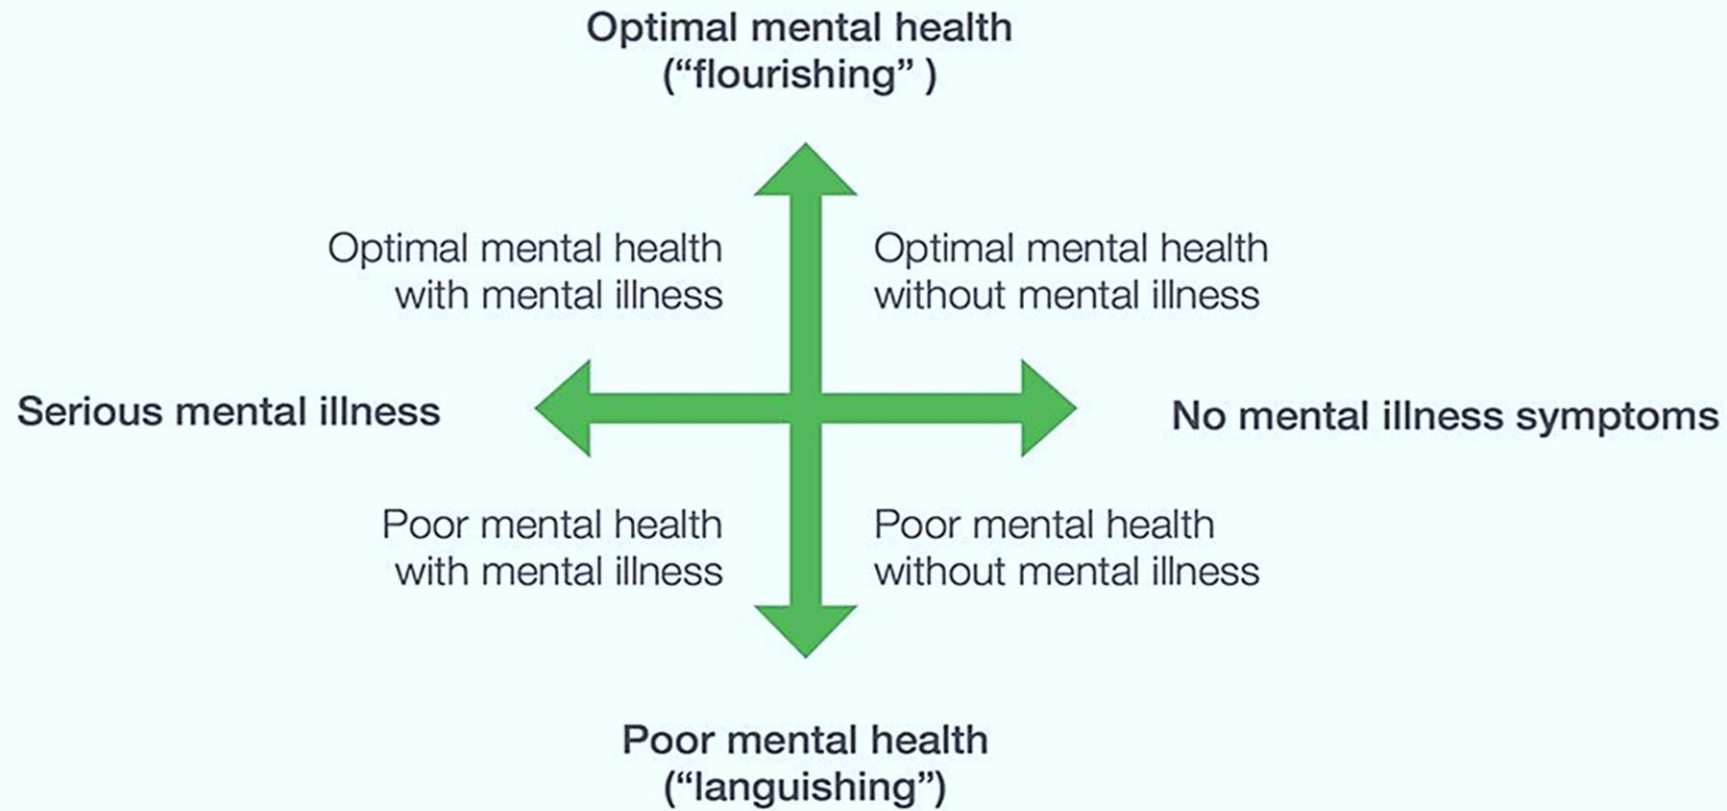 Optimal mental health
(“flourishing” )
Optimal mental health
with mental illness
Optimal mental health
without mental illness
Serious mental illness
No mental illness symptoms
Poor mental health
with mental illness
Poor mental health
without mental illness
Poor mental health
(“languishing”)